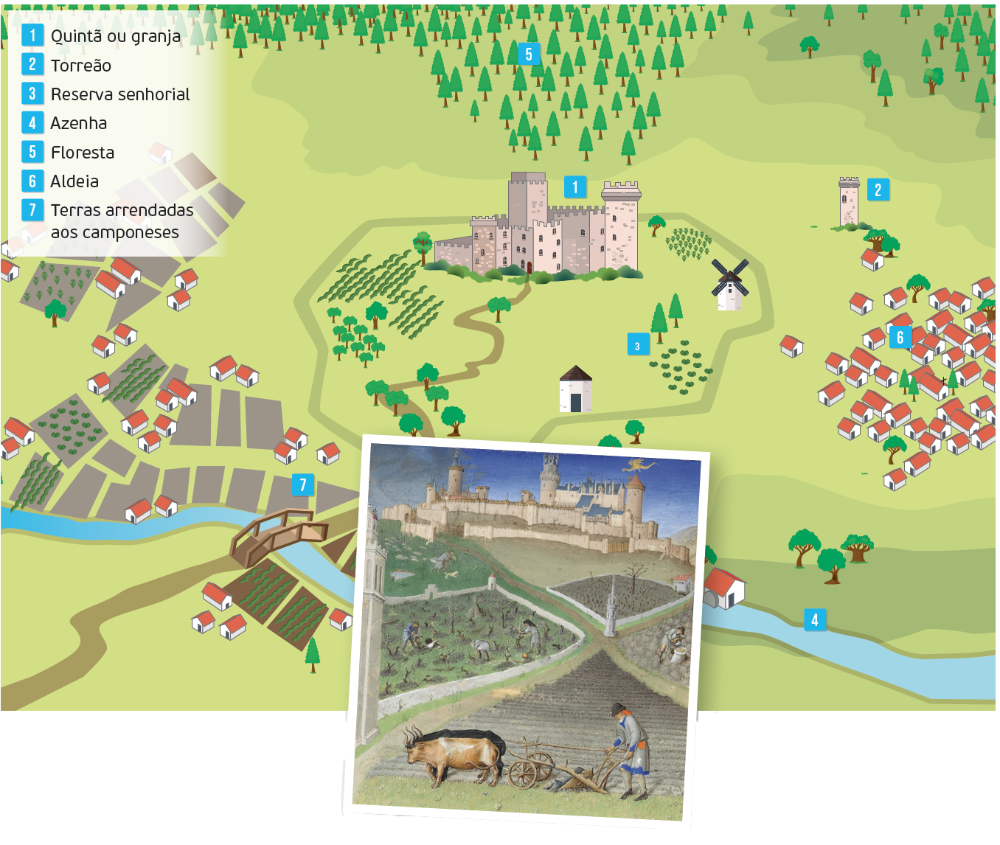 1 Quintã ou granja
2 Torreão
3 Reserva senhorial
4 Azenha
5 Floresta
6 Aldeia
7 Terras arrendadas
aos camponeses
5
1
2
6
3
7
4